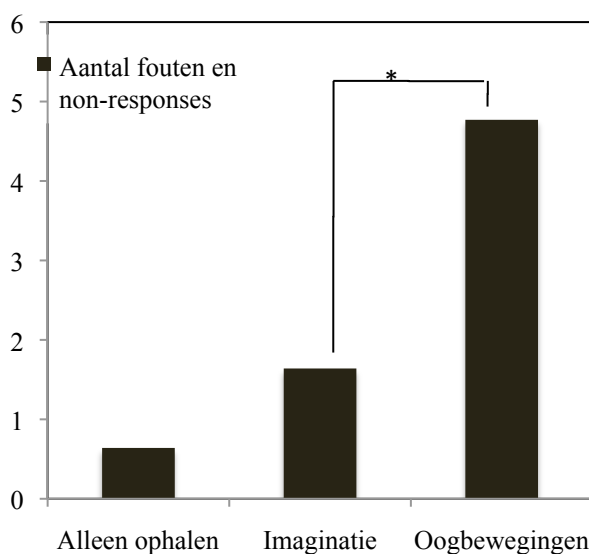 6
Aantal fouten en
non-responses
*
5
4
3
2
1
0
Alleen ophalen Imaginatie Oogbewegingen